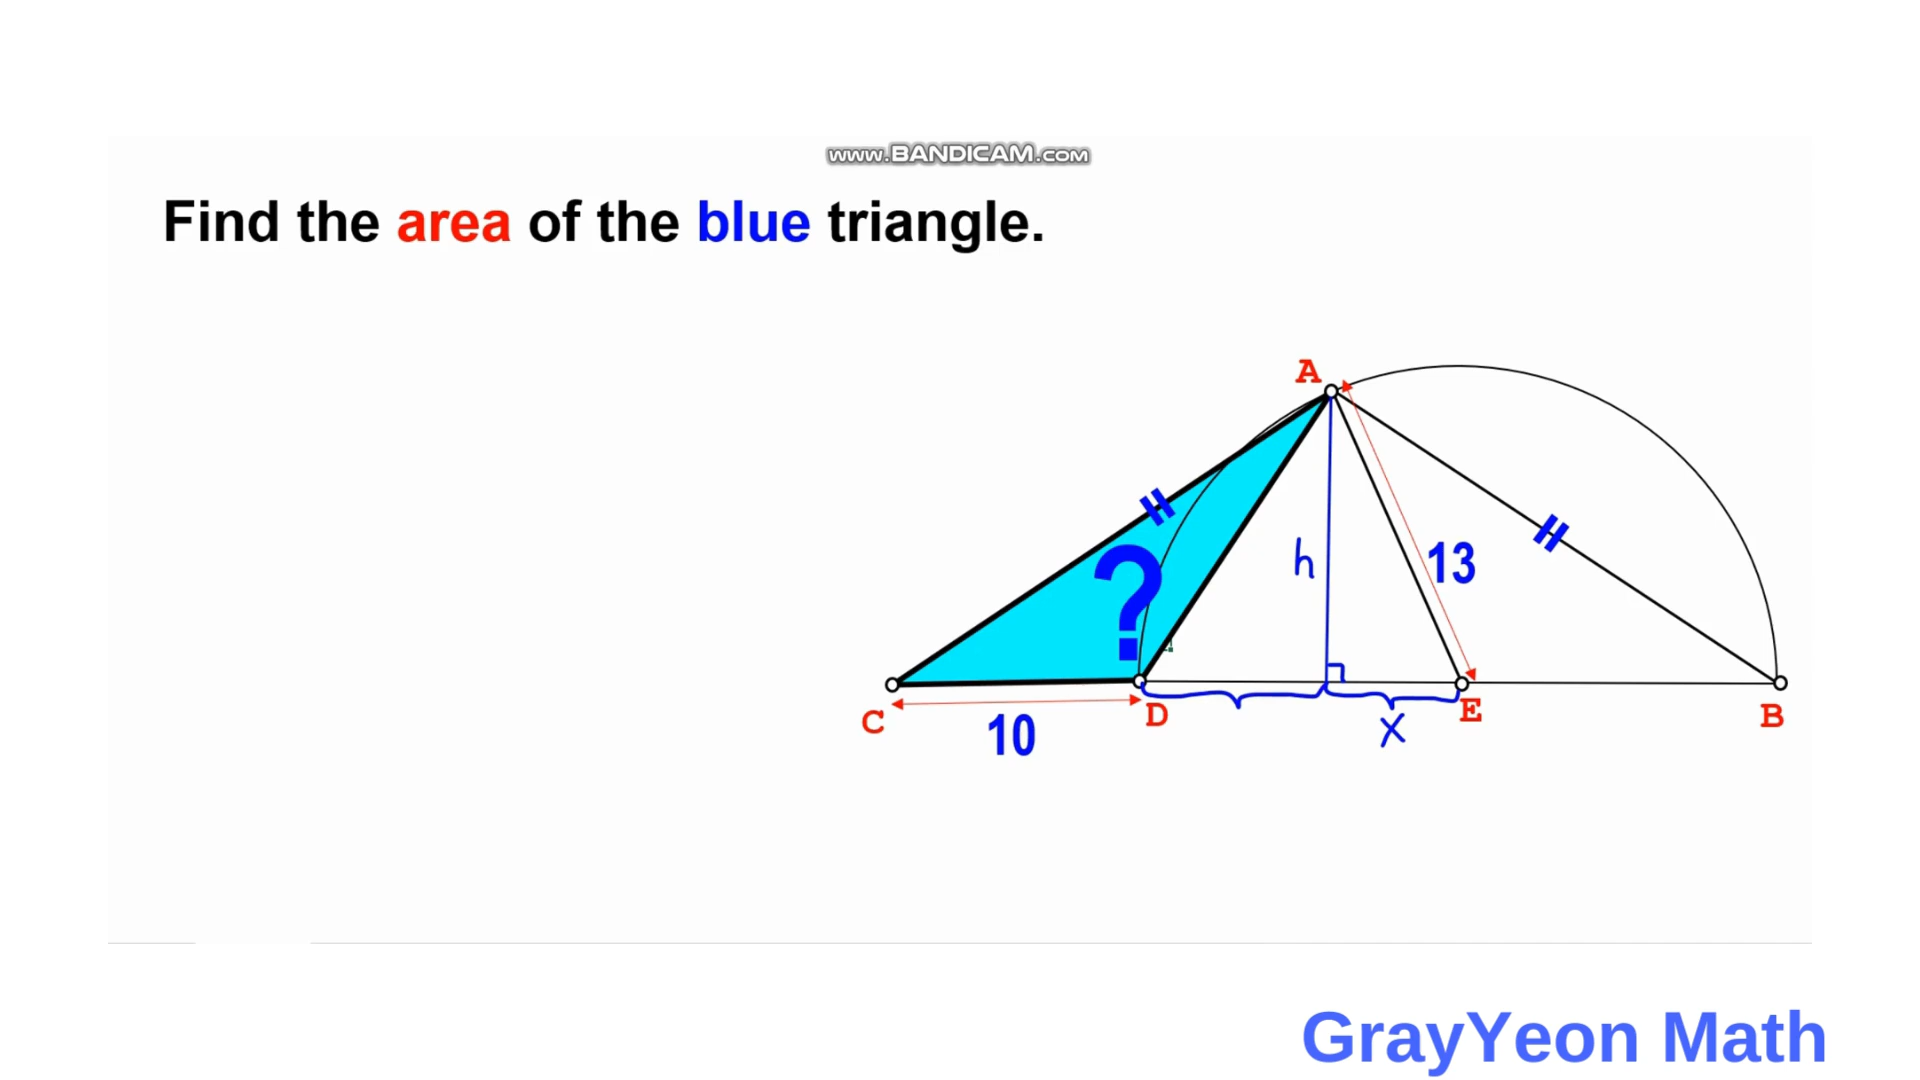 www.BANDICAM.com
Find the area of the blue triangle.
A
h
13
?
C
D
E
B
10
X
GrayYeon Math